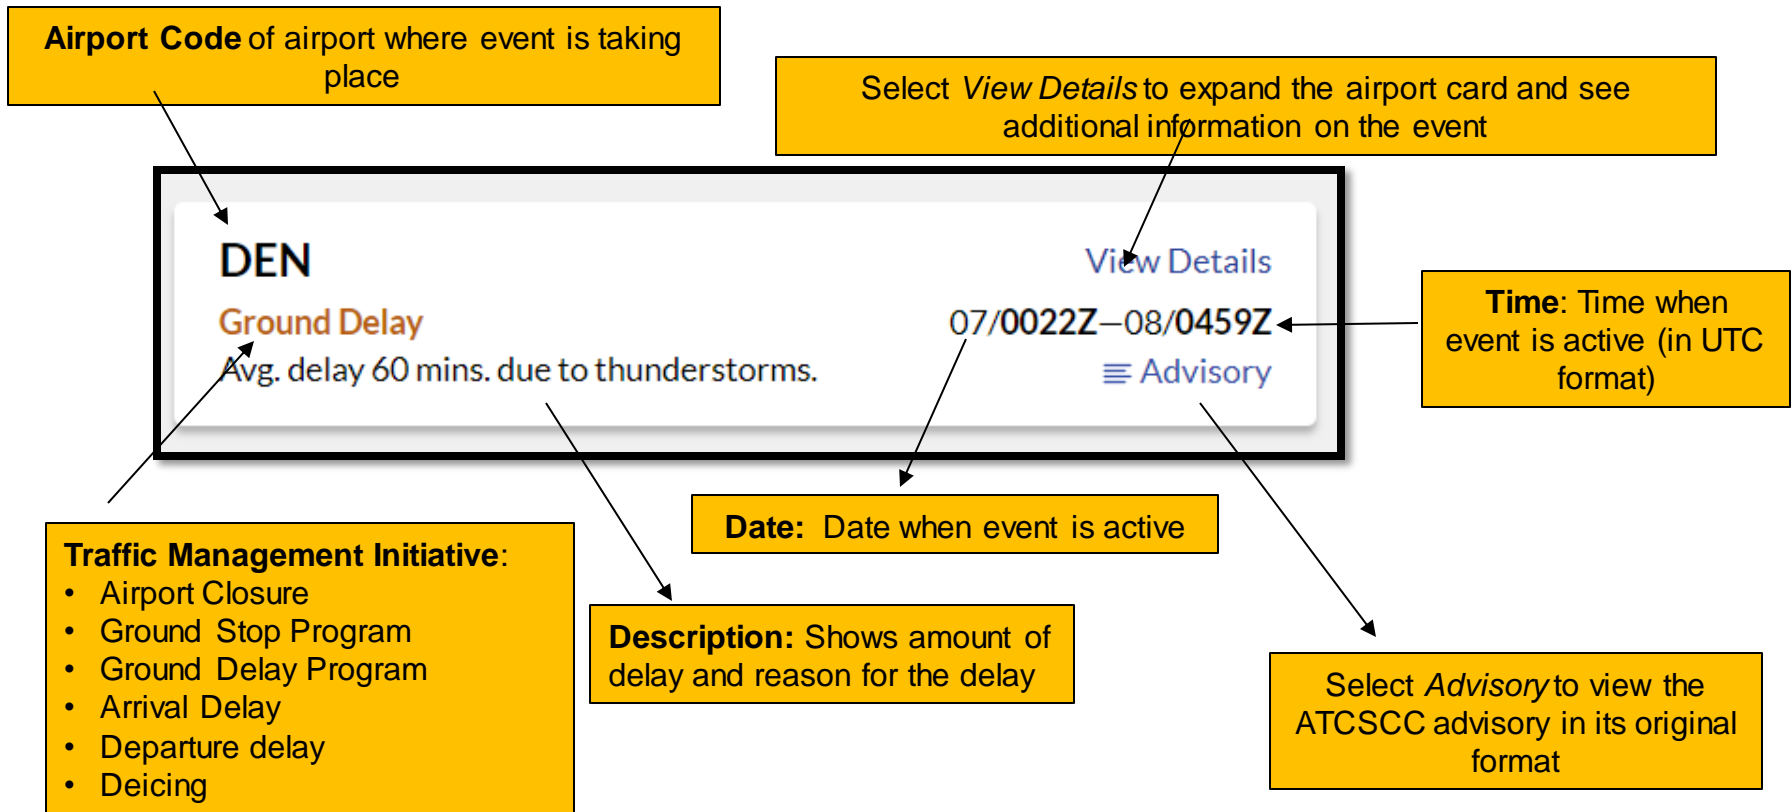 Airport Code of airport where event is taking
place
Select View Details to expand the airport card and see
additional information on the event
DEN
View Details
Ground Delay
07/0022Z—08/0459Z
Avg. delay 60 mins. due to thunderstorms.
Advisory
Time: Time when
event is active (in UTC
format)
Date: Date when event is active
Traffic Management Initiative:
• Airport Closure
• Ground Stop Program
• Ground Delay Program
• Arrival Delay
• Departure delay
• Deicing
Description: Shows amount of
delay and reason for the delay
Select Advisory to view the
ATCSCC advisory in its original
format